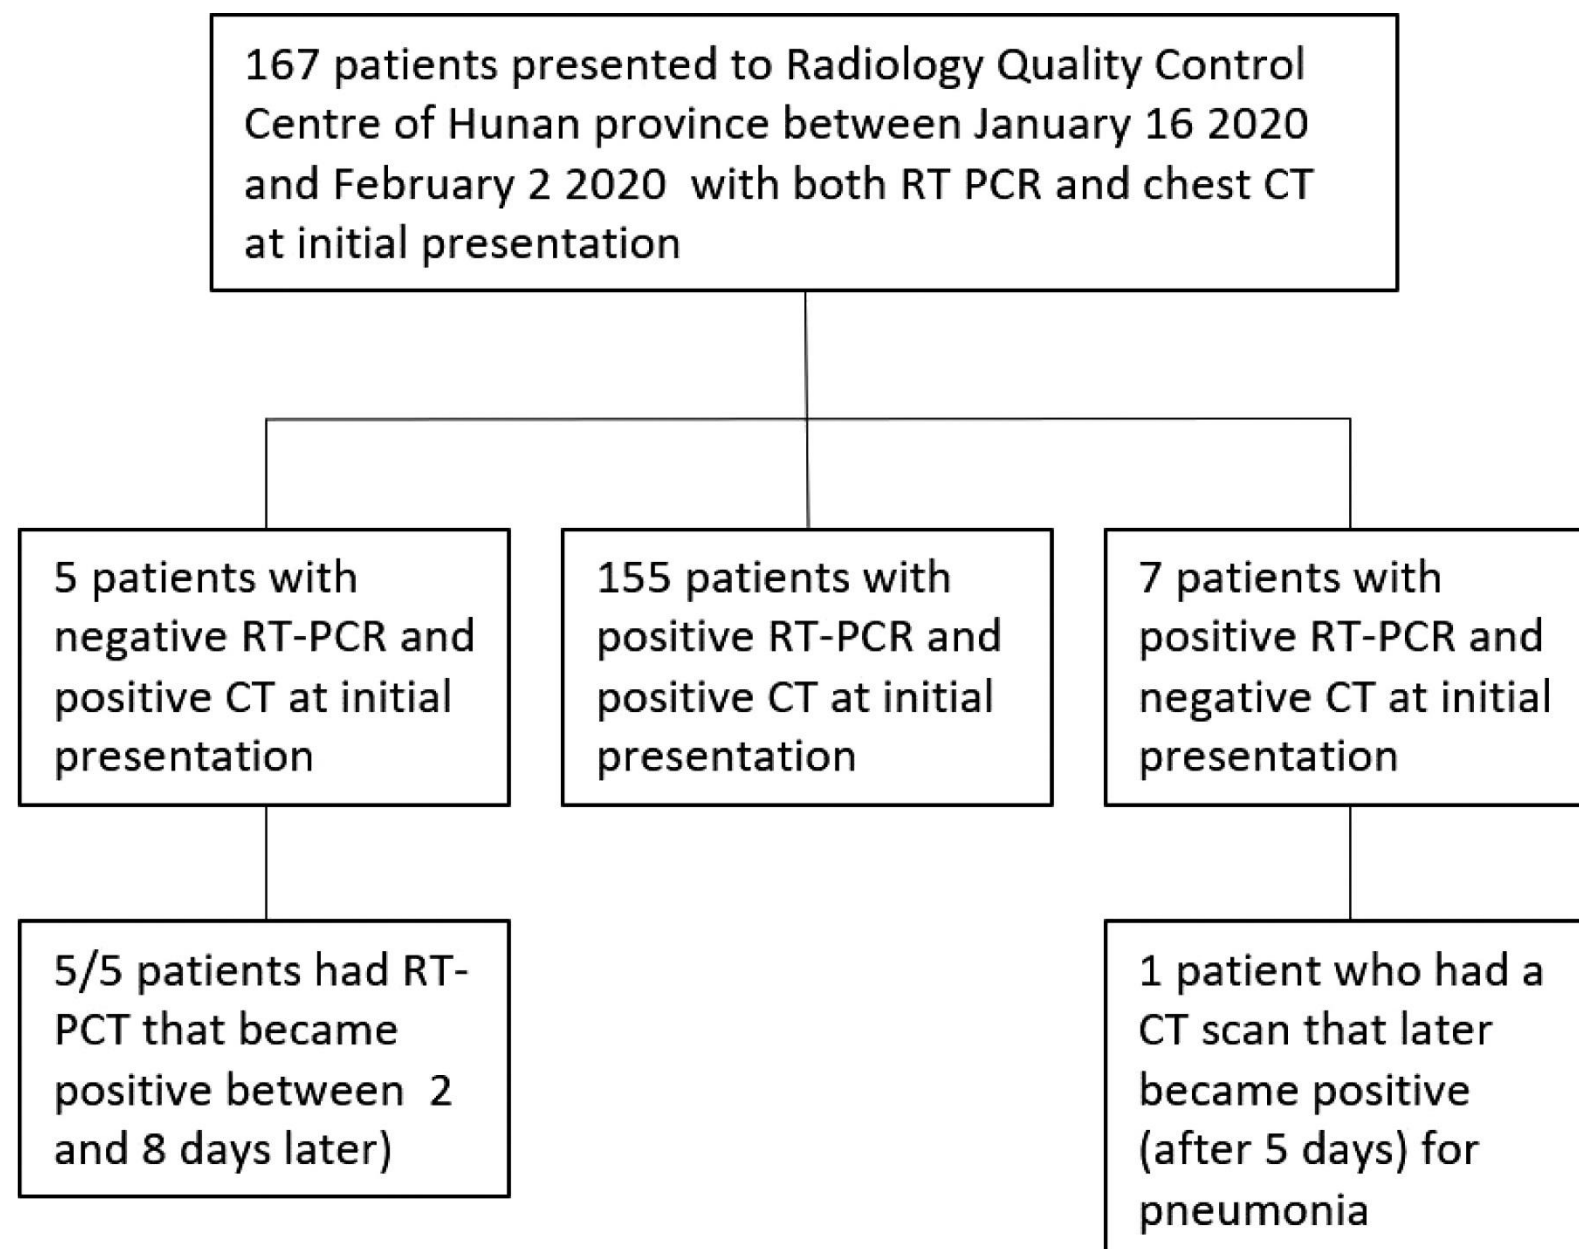 167 patients presented to Radiology Quality Control
Centre of Hunan province between January 16 2020
and February 2 2020  with both RT PCR and chest CT
at initial presentation
5 patients with
negative RT-PCR and
positive CT at initial
presentation
155 patients with
positive RT-PCR and
positive CT at initial
presentation
7 patients with
positive RT-PCR and
negative CT at initial
presentation
5/5 patients had RT-
PCT that became
positive between  2
and 8 days later)
1 patient who had a
CT scan that later
became positive
(after 5 days) for
pneumonia